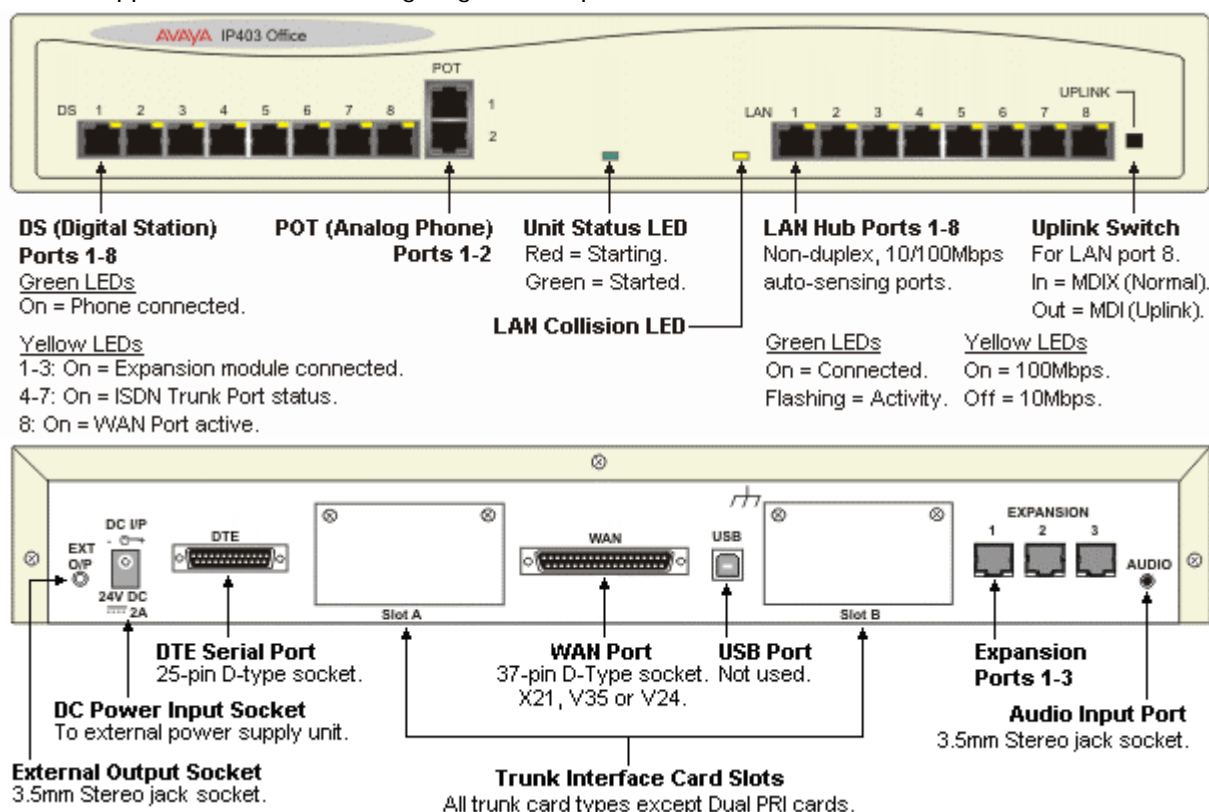 AVAYA IP403 Office
POT
1
2
DS 1 2 3 4 5 6 7 8
UPLINK
LAN 1 2 3 4 5 6 7 8
DS (Digital Station)
Ports 1-8
Green LEDs
On = Phone connected.
Yellow LEDs
1-3: On = Expansion module connected.
4-7: On = ISDN Trunk Port status.
8: On = WAN Port active.
POT (Analog Phone)
Ports 1-2
Unit Status LED
Red = Starting.
Green = Started.
LAN Collision LED
LAN Hub Ports 1-8
Non-duplex, 10/100Mbps
auto-sensing ports.
Green LEDs
On = Connected.
Flashing = Activity.
Yellow LEDs
On = 100Mbps.
Off = 10Mbps.
Uplink Switch
For LAN port 8.
In = MDIX (Normal).
Out = MDI (Uplink).
EXT
O/P
DC I/P
24V DC
2A
DTE
Slot A
WAN
USB
Slot B
EXPANSION
1 2 3
AUDIO
DTE Serial Port
25-pin D-type socket.
WAN Port
37-pin D-Type socket.
X21, V35 or V24.
USB Port
Not used.
Expansion
Ports 1-3
DC Power Input Socket
To external power supply unit.
Audio Input Port
3.5mm Stereo jack socket.
External Output Socket
3.5mm Stereo jack socket.
Trunk Interface Card Slots
All trunk card types except Dual PRI cards.